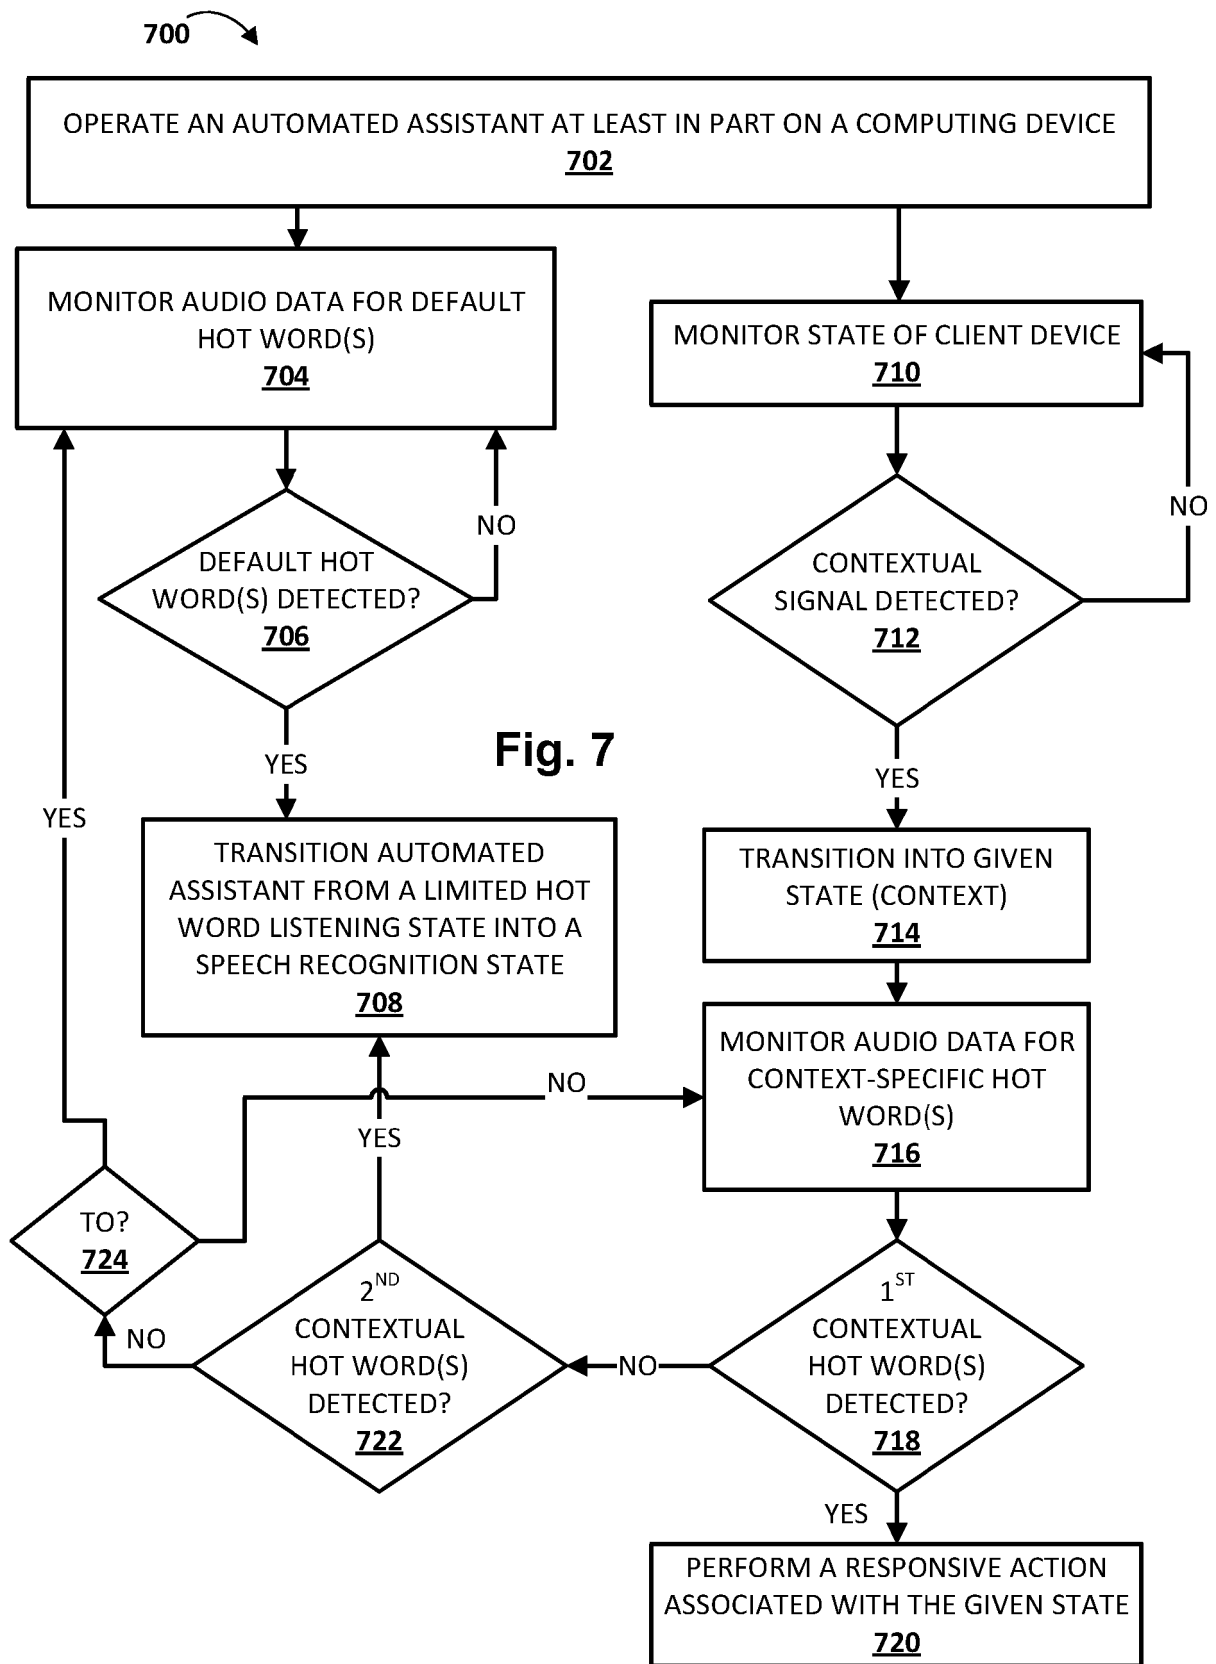 700
OPERATE AN AUTOMATED ASSISTANT AT LEAST IN PART ON A COMPUTING DEVICE
702
MONITOR AUDIO DATA FOR DEFAULT
HOT WORD(S)
704
MONITOR STATE OF CLIENT DEVICE
710
NO
NO
DEFAULT HOT
WORD(S) DETECTED?
706
CONTEXTUAL
SIGNAL DETECTED?
712
Fig. 7
YES
YES
YES
TRANSITION AUTOMATED
ASSISTANT FROM A LIMITED HOT
WORD LISTENING STATE INTO A
SPEECH RECOGNITION STATE
708
TRANSITION INTO GIVEN
STATE (CONTEXT)
714
MONITOR AUDIO DATA FOR
CONTEXT-SPECIFIC HOT
WORD(S)
716
NO
YES
TO?
724
2ND
CONTEXTUAL
HOT WORD(S)
DETECTED?
722
1ST
CONTEXTUAL
HOT WORD(S)
DETECTED?
718
NO
NO
YES
PERFORM A RESPONSIVE ACTION
ASSOCIATED WITH THE GIVEN STATE
720